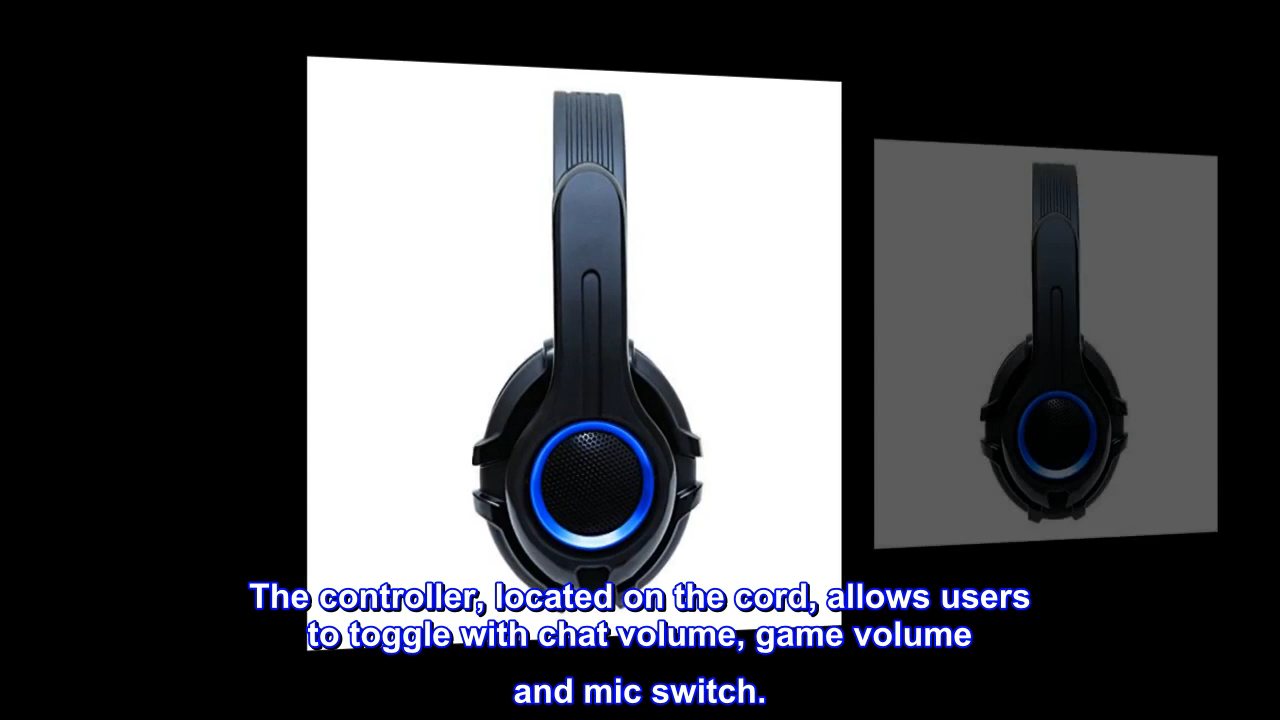 The controller, located on the cord, allows users
to toggle with chat volume, game volume
and mic switch.